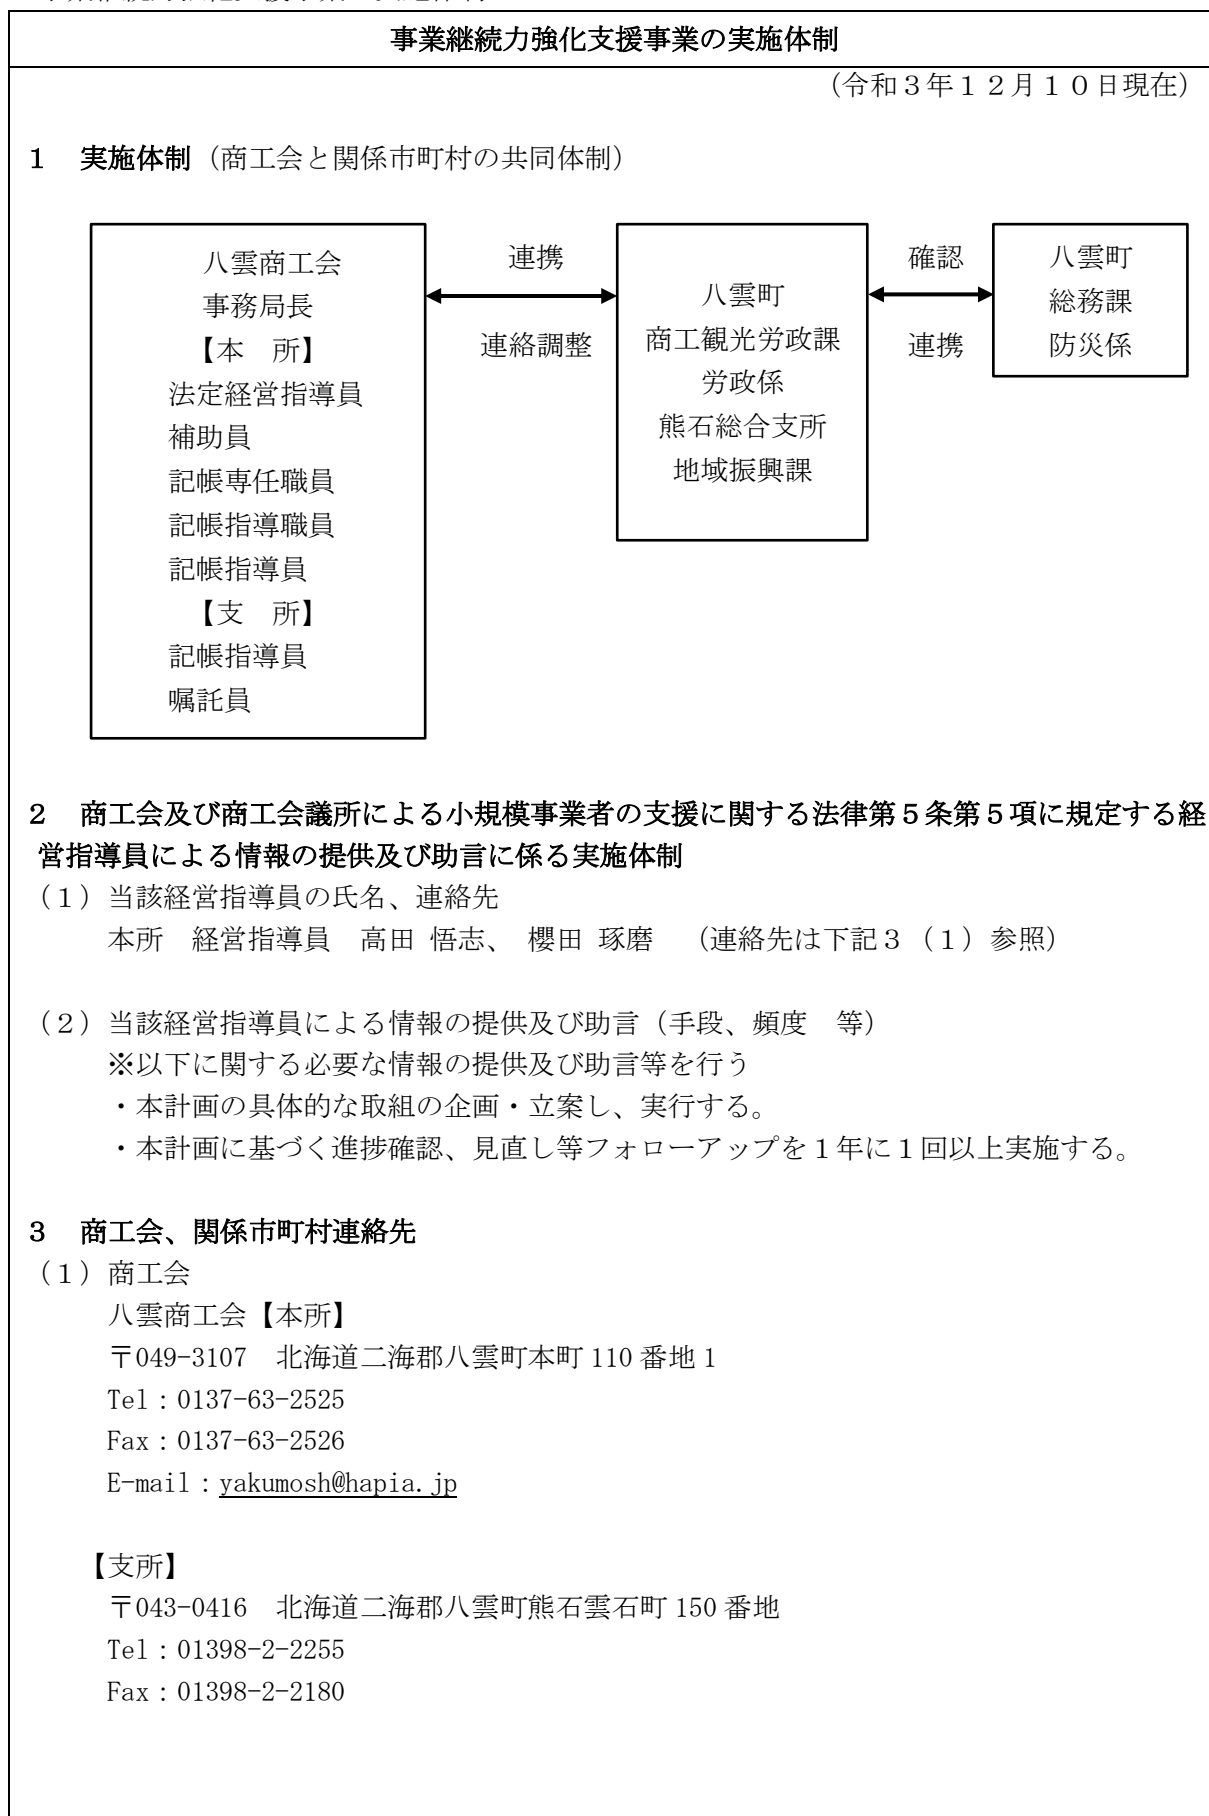 事業継続力強化支援事業の実施体制
（令和３年１２月１０日現在）
１　実施体制（商工会と関係市町村の共同体制）
八雲商工会
事務局長
【本　所】
法定経営指導員
補助員
記帳専任職員
記帳指導職員
記帳指導員
【支　所】
記帳指導員
嘱託員
連携
連絡調整
八雲町
商工観光労政課
労政係
熊石総合支所
地域振興課
確認
連携
八雲町
総務課
防災係
２　商工会及び商工会議所による小規模事業者の支援に関する法律第５条第５項に規定する経
営指導員による情報の提供及び助言に係る実施体制
（１）当該経営指導員の氏名、連絡先
本所　経営指導員　高田 悟志、 櫻田 琢磨　（連絡先は下記３（１）参照）
（２）当該経営指導員による情報の提供及び助言（手段、頻度　等）
※以下に関する必要な情報の提供及び助言等を行う
・本計画の具体的な取組の企画・立案し、実行する。
・本計画に基づく進捗確認、見直し等フォローアップを１年に１回以上実施する。
３　商工会、関係市町村連絡先
（１）商工会
八雲商工会【本所】
〒049-3107　北海道二海郡八雲町本町 110 番地 1
Tel：0137-63-2525
Fax：0137-63-2526
E-mail：yakumosh@hapia.jp
【支所】
〒043-0416　北海道二海郡八雲町熊石雲石町 150 番地
Tel：01398-2-2255
Fax：01398-2-2180